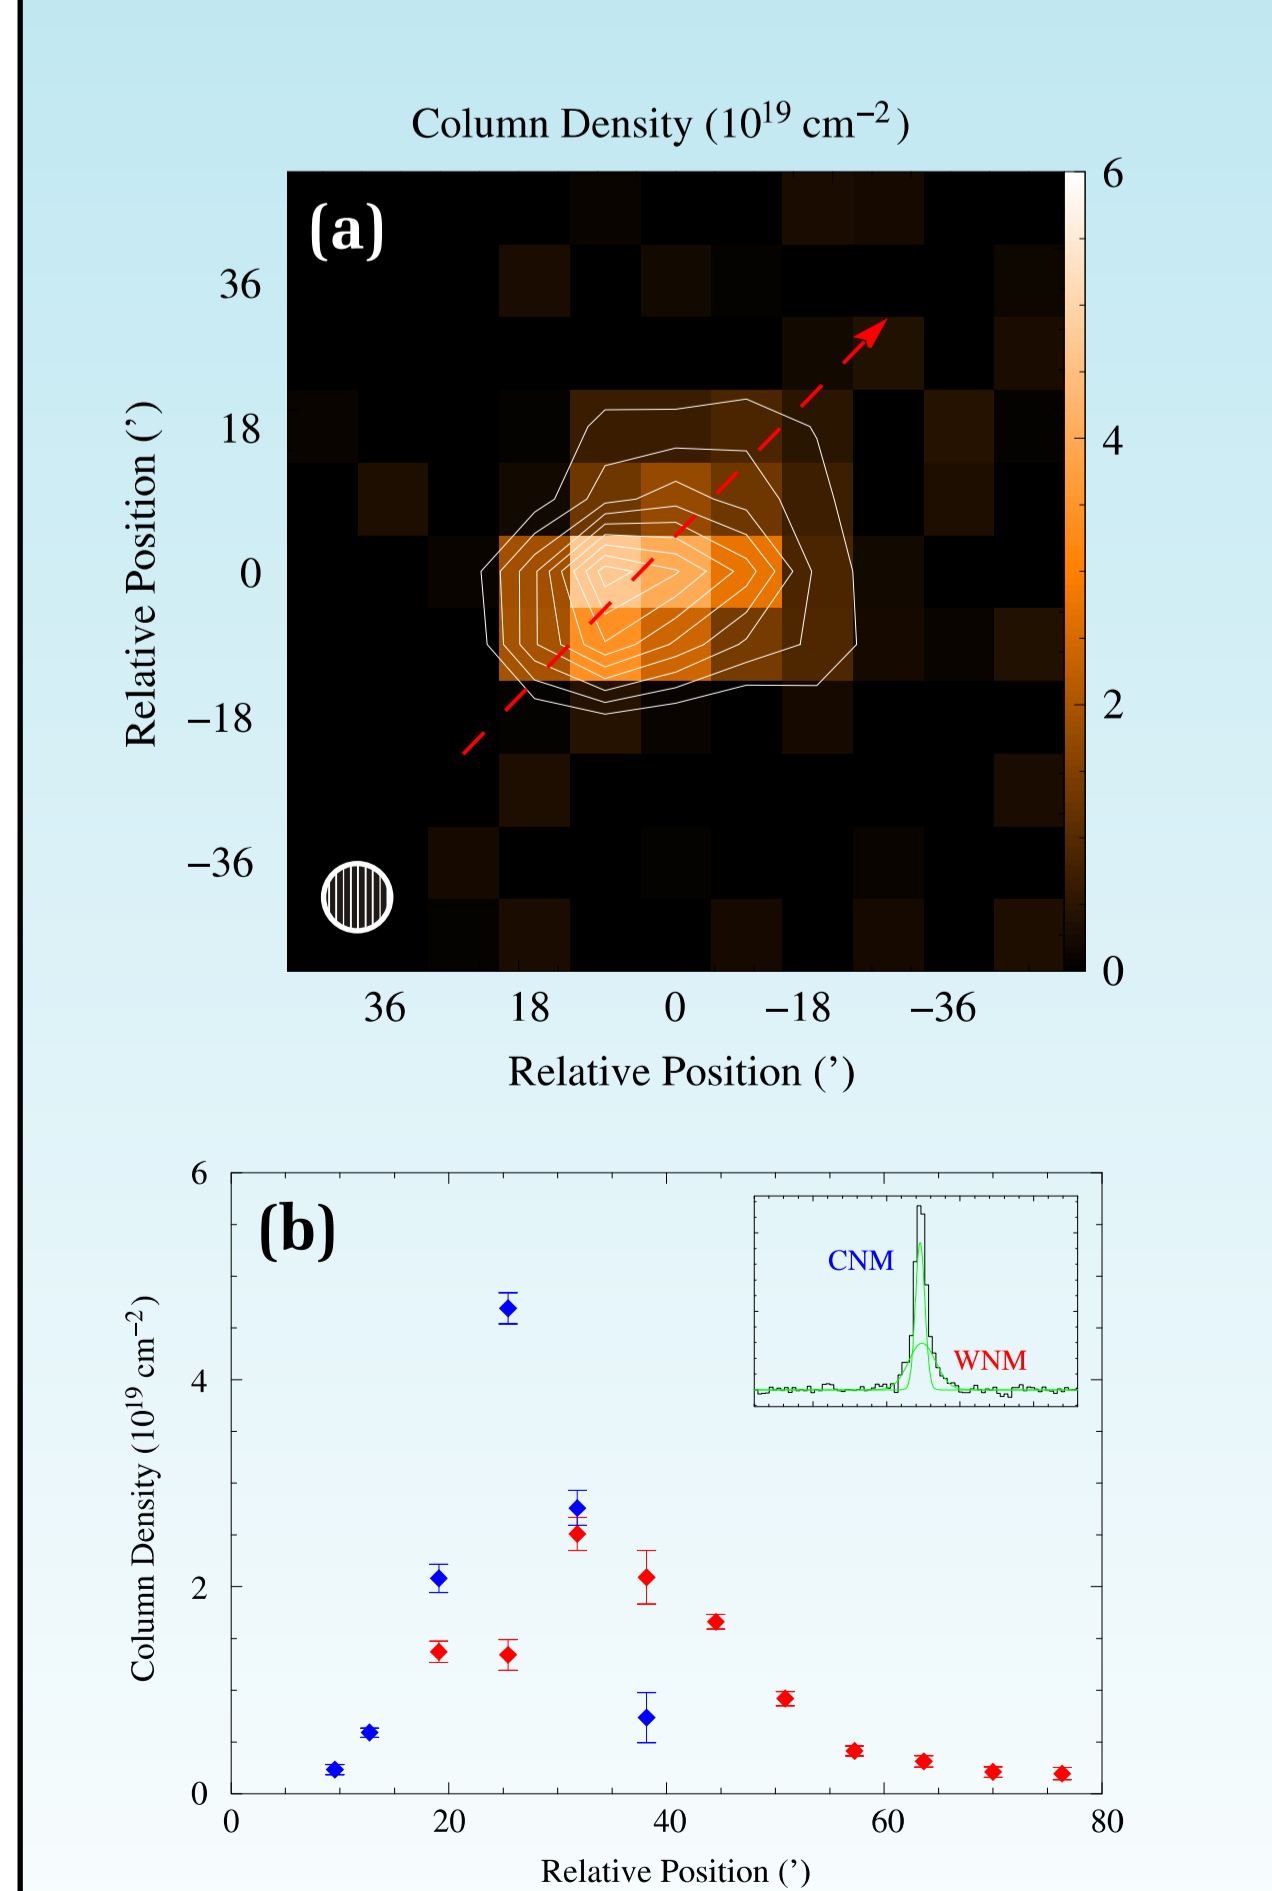 Column Density (10¹⁹ cm⁻²)
(a)
6
36
18
4
Relative Position (’)
0
−18
2
−36
0
36 18 0 −18 −36
Relative Position (’)
6
(b)
CNM
WNM
4
Column Density (10¹⁹ cm⁻²)
2
0
0 20 40 60 80
Relative Position (’)